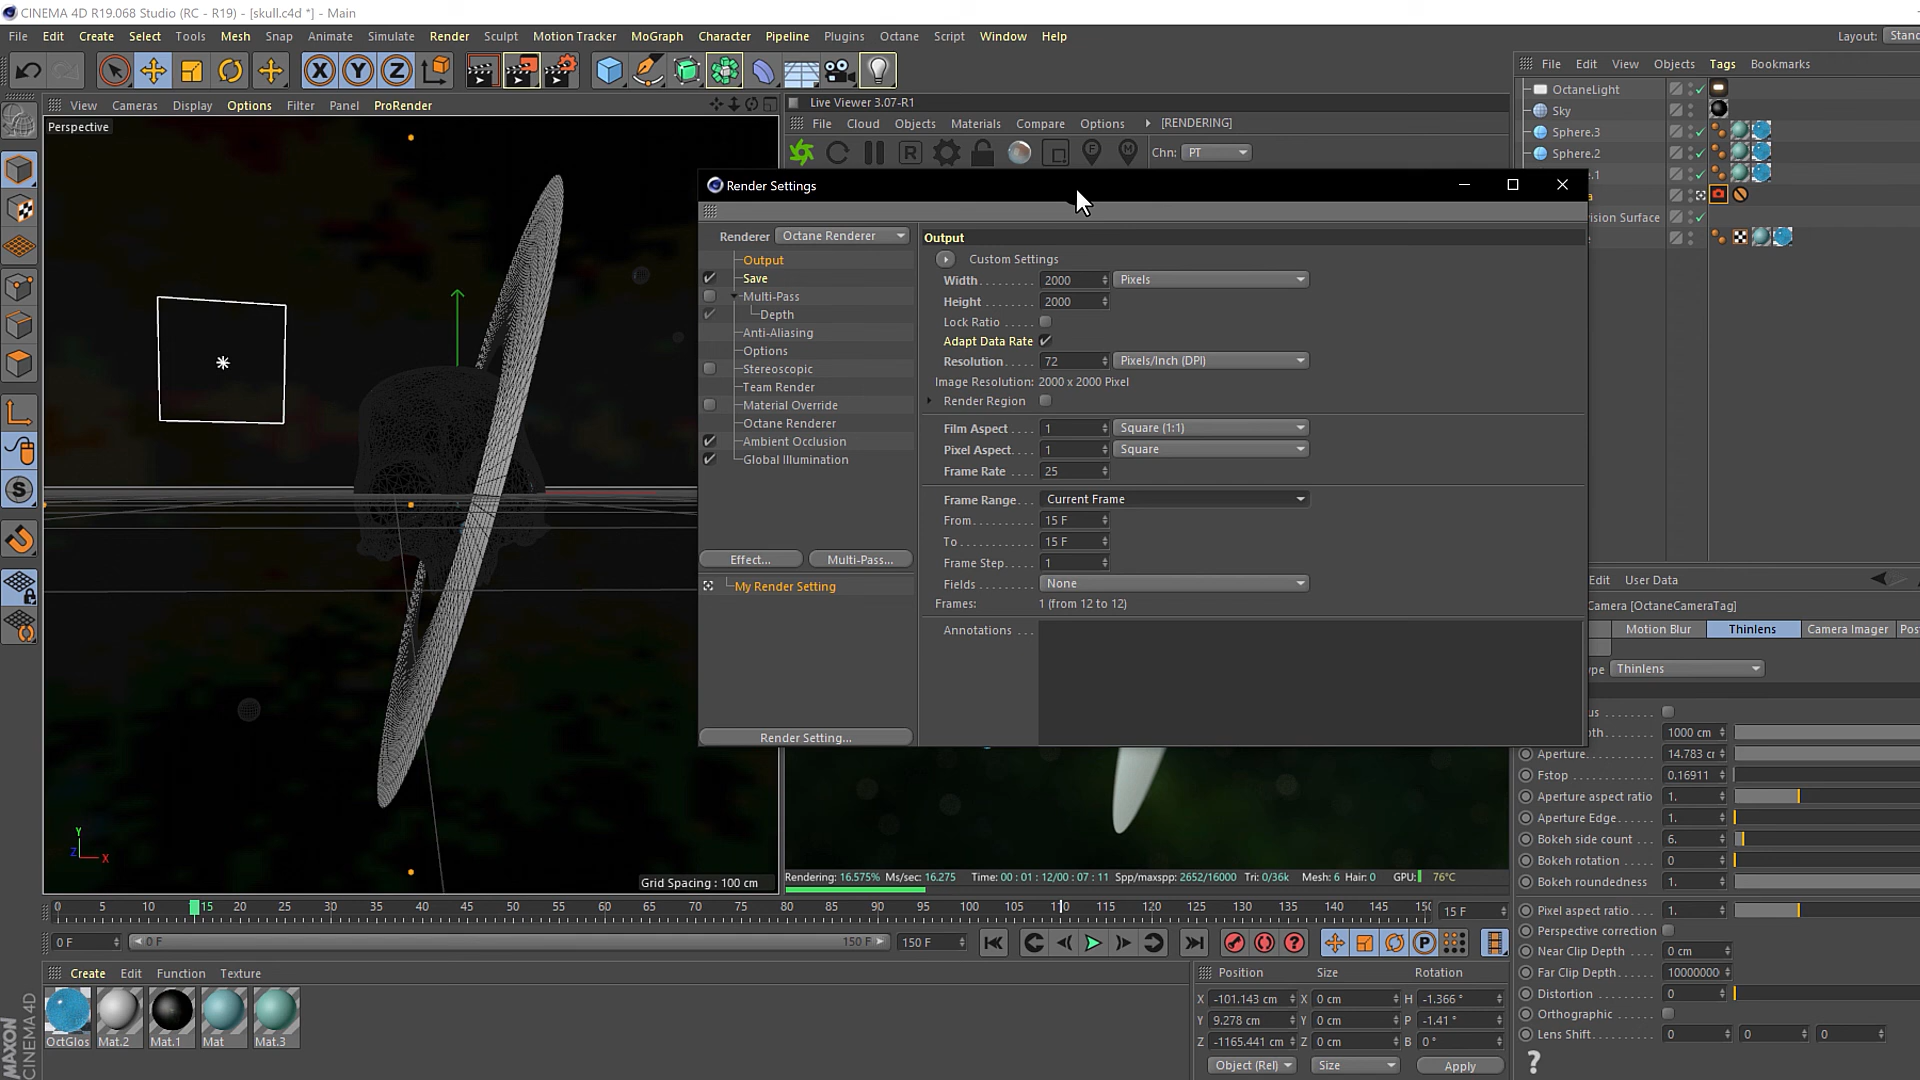 CINEMA 4D R19.068 Studio (RC - R19) - [skull.c4d *] - Main
File Edit Create Select Tools Mesh Snap Animate Simulate Render Sculpt Motion Tracker MoGraph Character Pipeline Plugins Octane Script Window Help Layout: Stand
View Cameras Display Options Filter Panel ProRender
Perspective
Live Viewer 3.07-R1
File Cloud Objects Materials Compare Options [RENDERING]
Chn: PT
File Edit View Objects Tags Bookmarks
OctaneLight
Sky
Sphere.3
Sphere.2
.1
ision Surface
Render Settings
Renderer Octane Renderer
Output
Save
Multi-Pass
Depth
Anti-Aliasing
Options
Stereoscopic
Team Render
Material Override
Octane Renderer
Ambient Occlusion
Global Illumination
Effect... Multi-Pass...
My Render Setting
Render Setting...
Output
Custom Settings
Width 2000 Pixels
Height 2000
Lock Ratio
Adapt Data Rate
Resolution 72 Pixels/Inch (DPI)
Image Resolution: 2000 x 2000 Pixel
Render Region
Film Aspect 1 Square (1:1)
Pixel Aspect 1 Square
Frame Rate 25
Frame Range Current Frame
From 15 F
To 15 F
Frame Step 1
Fields None
Frames: 1 (from 12 to 12)
Annotations
Edit User Data
Camera [OctaneCameraTag]
Motion Blur Thinlens Camera Imager Pos
ype Thinlens
us
pth 1000 cm
Aperture 14.783 cr
Fstop 0.16911
Aperture aspect ratio 1.
Aperture Edge 1.
Bokeh side count 6.
Bokeh rotation 0
Bokeh roundedness 1.
Pixel aspect ratio 1.
Perspective correction
Near Clip Depth 0 cm
Far Clip Depth 10000000
Distortion 0
Orthographic
Lens Shift 0 0 0
Y
Z X
Grid Spacing : 100 cm
Rendering: 16.575% Ms/sec: 16.275 Time: 00 : 01 : 12/00 : 07 : 11 Spp/maxspp: 2652/16000 Tri: 0/36k Mesh: 6 Hair: 0 GPU: 76°C
0 5 10 15 20 25 30 35 40 45 50 55 60 65 70 75 80 85 90 95 100 105 110 115 120 125 130 135 140 145 150 15 F
0 F 0 F 150 F 150 F
Create Edit Function Texture
OctGlos Mat.2 Mat.1 Mat Mat.3
Position Size Rotation
X -101.143 cm X 0 cm H -1.366 °
Y 9.278 cm Y 0 cm P -1.41 °
Z -1165.441 cm Z 0 cm B 0 °
Object (Rel) Size Apply
MAXON
CINEMA 4D